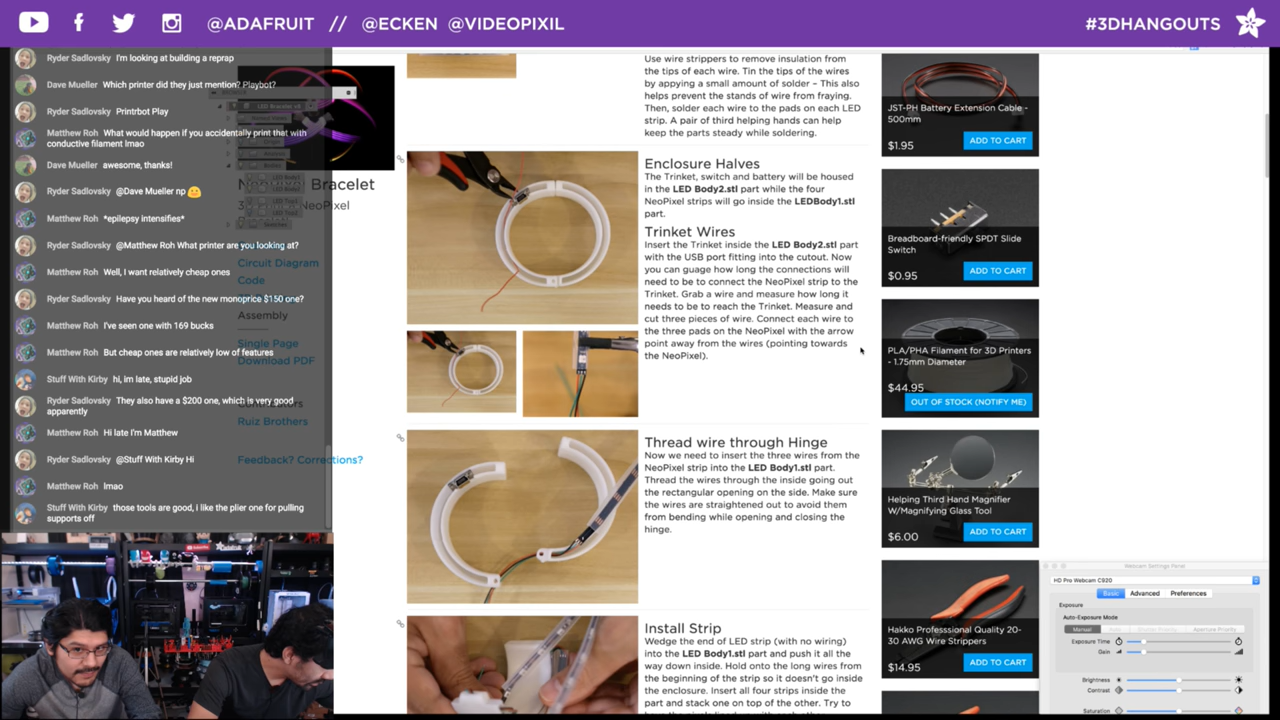 @ADAFRUIT // @ECKEN @VIDEOPIXIL
#3DHANGOUTS
Ryder Sadlovsky I'm looking at building a reprap
Dave Mueller Which printer did they just mention? Playbot?
Ryder Sadlovsky Printrbot Play
Matthew Roh What would happen if you accidentally print that with
conductive filament lmao
Dave Mueller awesome, thanks!
Ryder Sadlovsky @Dave Mueller np
Matthew Roh *epilepsy intensifies*
Ryder Sadlovsky @Matthew Roh What printer are you looking at?
Matthew Roh Well, I want relatively cheap ones
Ryder Sadlovsky Have you heard of the new monoprice $150 one?
Matthew Roh I've seen one with 169 bucks
Matthew Roh But cheap ones are relatively low of features
Stuff With Kirby hi, im late, stupid job
Ryder Sadlovsky They also have a $200 one, which is very good
apparently
Matthew Roh Hi late I'm Matthew
Ryder Sadlovsky @Stuff With Kirby Hi
Matthew Roh lmao
Stuff With Kirby those tools are good, i like the plier one for pulling
supports off
Bracelet
NeoPixel
Circuit Diagram
Code
Assembly
Single Page
Download PDF
Ruiz Brothers
Feedback? Corrections?
Use wire strippers to remove insulation from
the tips of each wire. Tin the tips of the wires
by appying a small amount of solder – This also
helps prevent the stands of wire from fraying.
Then, solder each wire to the pads on each LED
strip. A pair of third helping hands can help
keep the parts steady while soldering.
Enclosure Halves
The Trinket, switch and battery will be housed
in the LED Body2.stl part while the four
NeoPixel strips will go inside the LEDBody1.stl
part.
Trinket Wires
Insert the Trinket inside the LED Body2.stl part
with the USB port fitting into the cutout. Now
you can guage how long the connections will
need to be to connect the NeoPixel strip to the
Trinket. Grab a wire and measure how long it
needs to be to reach the Trinket. Measure and
cut three pieces of wire. Connect each wire to
the three pads on the NeoPixel with the arrow
point away from the wires (pointing towards
the NeoPixel).
Thread wire through Hinge
Now we need to insert the three wires from the
NeoPixel strip into the LED Body1.stl part.
Thread the wires through the inside going out
the rectangular opening on the side. Make sure
the wires are straightened out to avoid them
from bending while opening and closing the
hinge.
Install Strip
Wedge the end of LED strip (with no wiring)
into the LED Body1.stl part and push it all the
way down inside. Hold onto the long wires from
the beginning of the strip so it doesn't go inside
the enclosure. Insert all four strips inside the
part and stack one on top of the other. Try to
JST-PH Battery Extension Cable -
500mm
$1.95 ADD TO CART
Breadboard-friendly SPDT Slide
Switch
$0.95 ADD TO CART
PLA/PHA Filament for 3D Printers
- 1.75mm Diameter
$44.95
OUT OF STOCK (NOTIFY ME)
Helping Third Hand Magnifier
W/Magnifying Glass Tool
$6.00 ADD TO CART
Hakko Professsional Quality 20-
30 AWG Wire Strippers
$14.95 ADD TO CART
Webcam Settings Panel
HD Pro Webcam C920
Basic Advanced Preferences
Exposure
Auto-Exposure Mode
Manual Aperture Priority
Exposure Time
Gain
Brightness
Contrast
Saturation